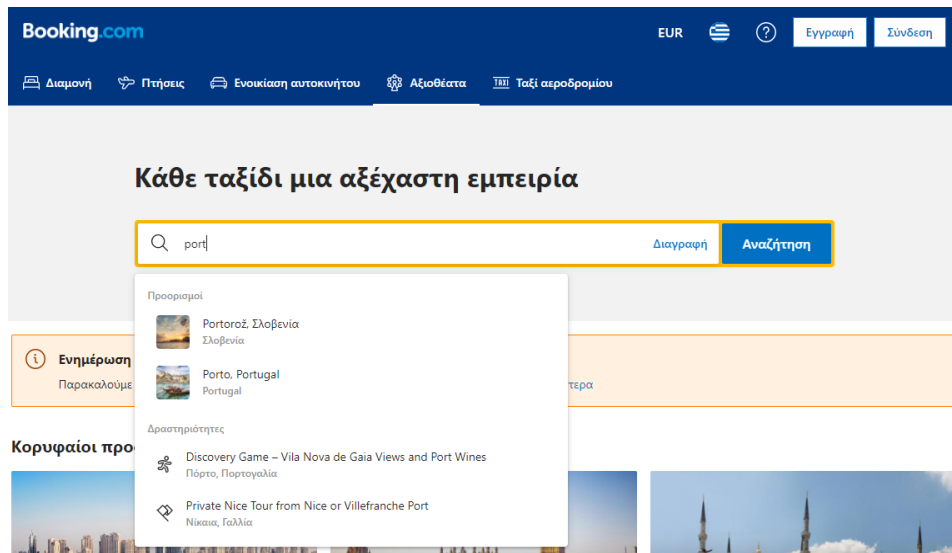 Booking.com
EUR
Εγγραφή
Σύνδεση
Διαμονή
Πτήσεις
Ενοικίαση αυτοκινήτου
Αξιοθέατα
TAXI
Ταξί αεροδρομίου
Κάθε ταξίδι μια αξέχαστη εμπειρία
port
Διαγραφή
Αναζήτηση
Προορισμοί
Portorož, Σλοβενία
Σλοβενία
Porto, Portugal
Portugal
Δραστηριότητες
Discovery Game – Vila Nova de Gaia Views and Port Wines
Πόρτο, Πορτογαλία
Private Nice Tour from Nice or Villefranche Port
Νίκαια, Γαλλία
Ενημέρωση
Παρακαλούμε
τερα
Κορυφαίοι προ